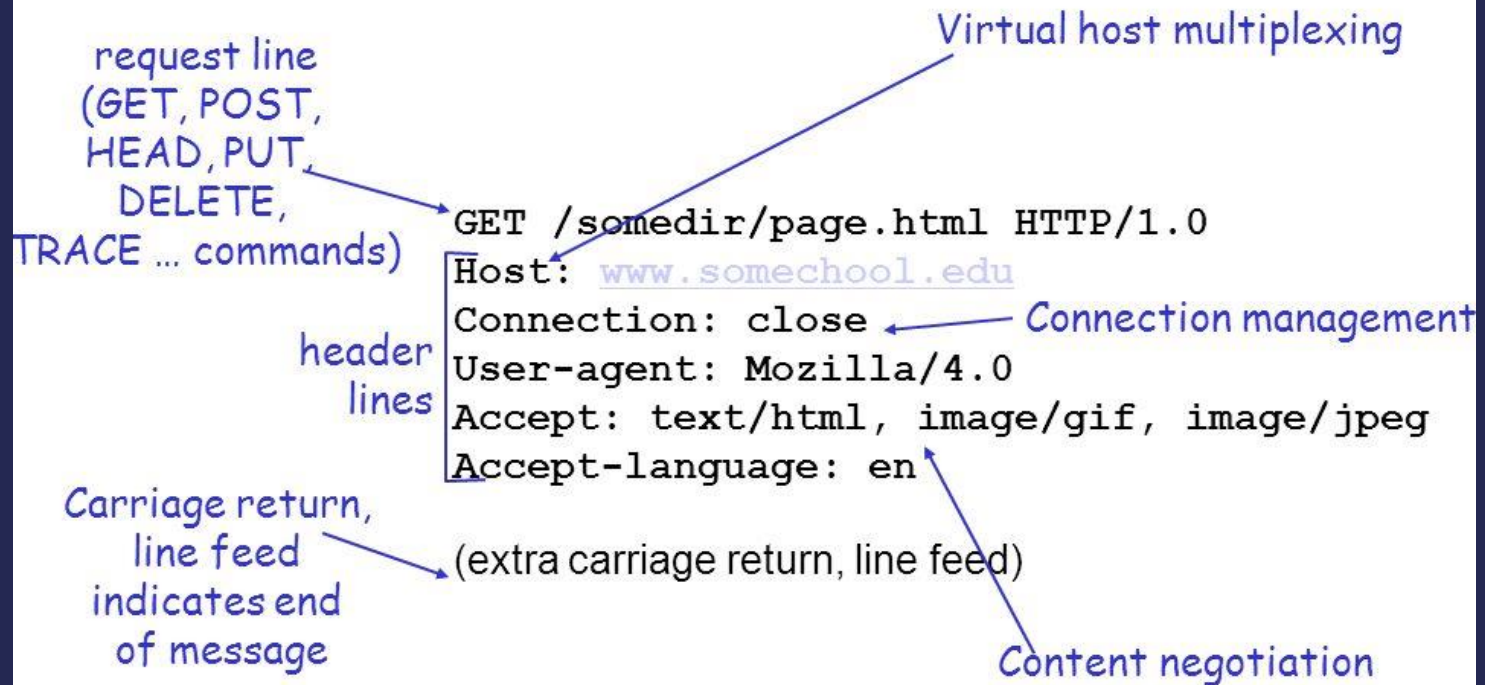 Virtual host multiplexing
request line
(GET, POST,
HEAD, PUT,
DELETE,
TRACE ... commands)
GET /somedir/page.html HTTP/1.0
Host: www.somechool.edu
Connection: close
Connection management
header
lines
User-agent: Mozilla/4.0
Accept: text/html, image/gif, image/jpeg
Accept-language: en
Carriage return,
line feed
indicates end
of message
(extra carriage return, line feed)
Content negotiation